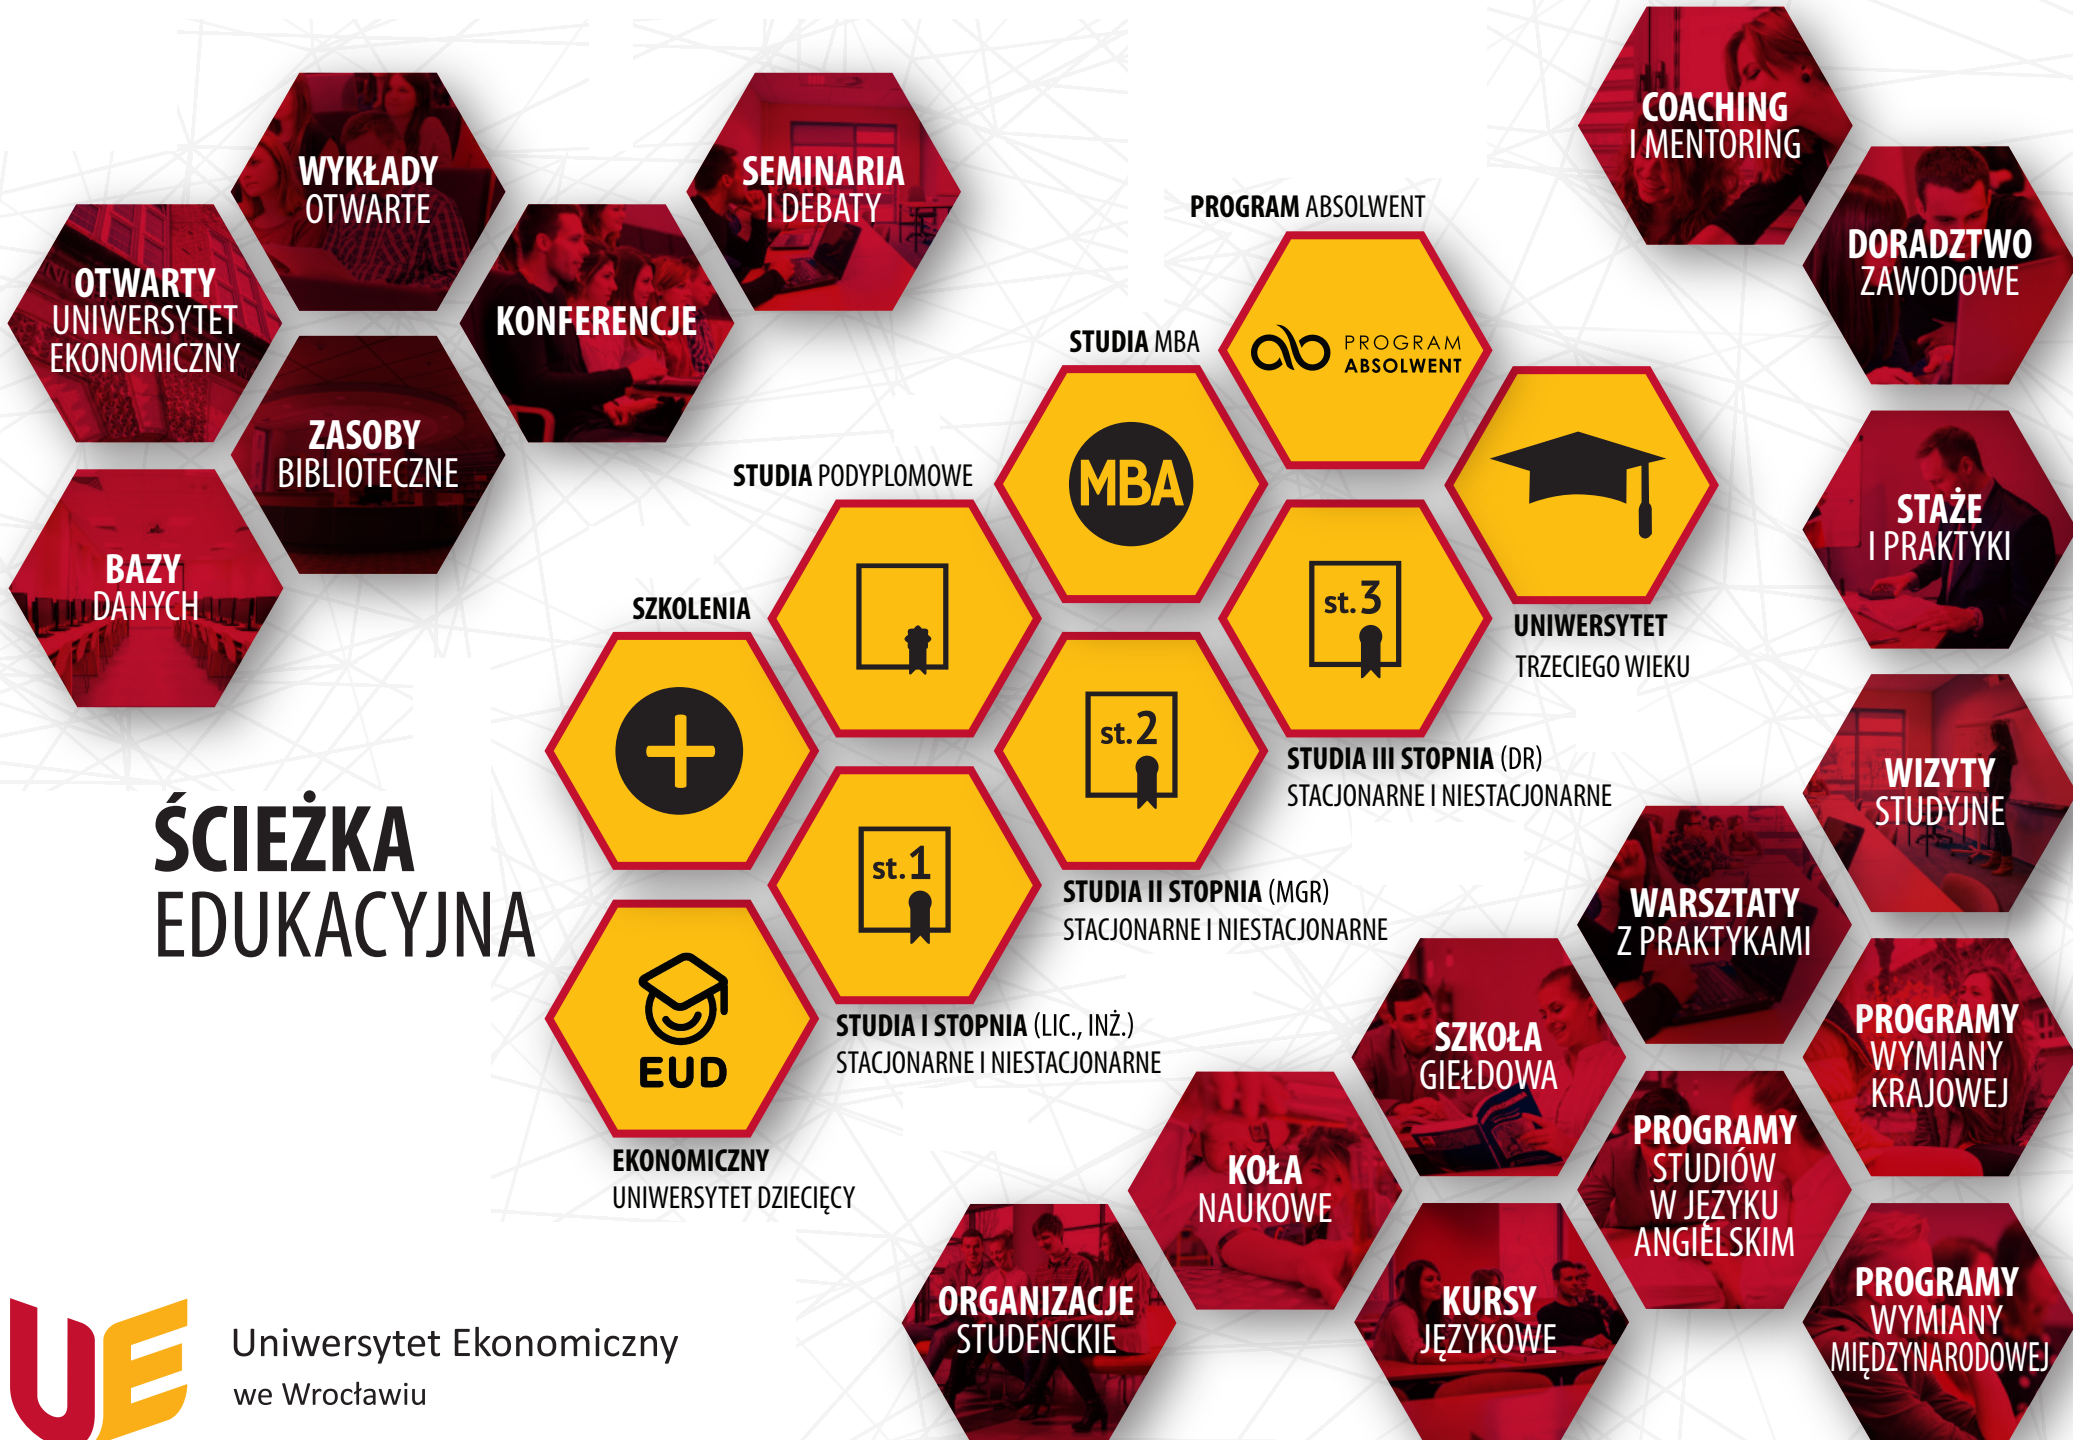 WYKŁADY
OTWARTE
SEMINARIA
I DEBATY
OTWARTY
UNIWERSYTET
EKONOMICZNY
KONFERENCJE
ZASOBY
BIBLIOTECZNE
BAZY
DANYCH
COACHING
I MENTORING
DORADZTWO
ZAWODOWE
STAŻE
I PRAKTYKI
WIZYTY
STUDYJNE
PROGRAM ABSOLWENT
PROGRAM
ABSOLWENT
STUDIA MBA
MBA
STUDIA PODYPLOMOWE
SZKOLENIA
UNIWERSYTET
TRZECIEGO WIEKU
st.3
STUDIA III STOPNIA (DR)
STACJONARNE I NIESTACJONARNE
st.2
STUDIA II STOPNIA (MGR)
STACJONARNE I NIESTACJONARNE
st.1
STUDIA I STOPNIA (LIC., INŻ.)
STACJONARNE I NIESTACJONARNE
EUD
EKONOMICZNY
UNIWERSYTET DZIECIĘCY
ŚCIEŻKA
EDUKACYJNA
WARSZTATY
Z PRAKTYKAMI
SZKOŁA
GIEŁDOWA
PROGRAMY
WYMIANY
KRAJOWEJ
PROGRAMY
STUDIÓW
W JĘZYKU
ANGIELSKIM
KOŁA
NAUKOWE
ORGANIZACJE
STUDENCKIE
KURSY
JĘZYKOWE
PROGRAMY
WYMIANY
MIĘDZYNARODOWEJ
UE
Uniwersytet Ekonomiczny
we Wrocławiu